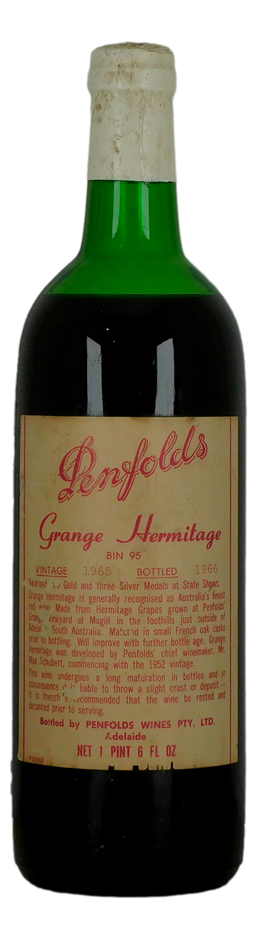 Penfolds
Grange Hermitage
BIN 95
VINTAGE 1965 BOTTLED 1966
Awarded Gold and three Silver Medals at State Shows.
Grange Hermitage is generally recognised as Australia's finest
red wine. Made from Hermitage Grapes grown at Penfolds'
Grange Vineyard at Magill in the foothills just outside of
Adelaide South Australia. Matured in small French oak casks
prior to bottling. Will improve with further bottle age. Grange
Hermitage was developed by Penfolds' chief winemaker, Mr.
Max Schubert, commencing with the 1952 vintage.
This wine undergoes a long maturation in bottles and in
consequence is liable to throw a slight crust or deposit —
it is therefore recommended that the wine be rested and
decanted prior to serving.
Bottled by PENFOLDS WINES PTY. LTD.
Adelaide
NET 1 PINT 6 FL OZ